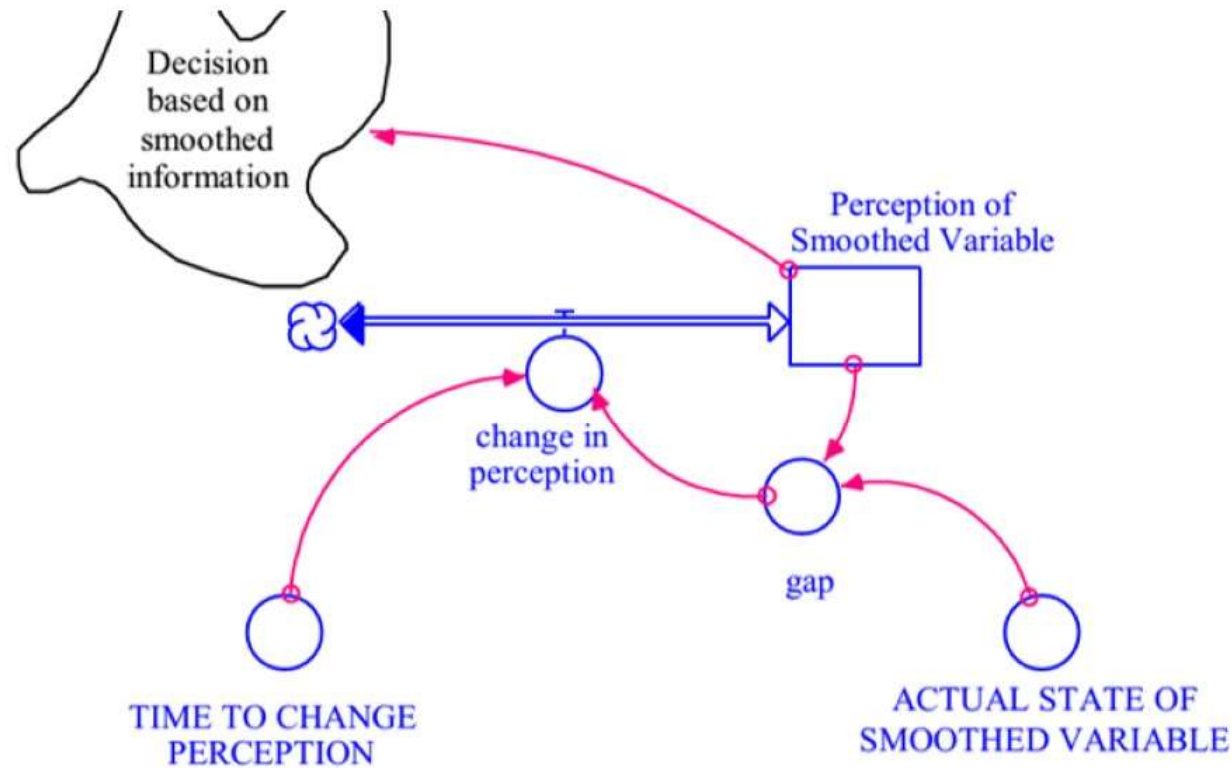 Decision
based on
smoothed
information
Perception of
Smoothed Variable
change in
perception
gap
TIME TO CHANGE
PERCEPTION
ACTUAL STATE OF
SMOOTHED VARIABLE